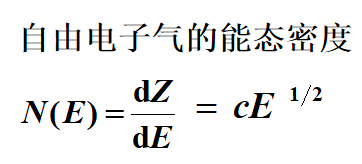 自由电子气的能态密度
N(E) = dZ/dE = cE^{1/2}